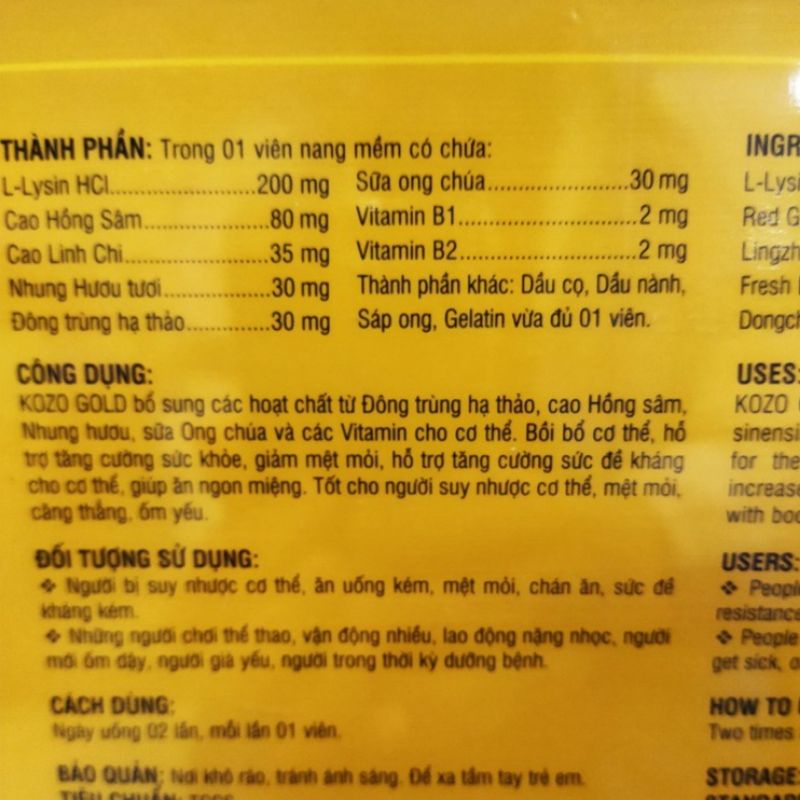 THÀNH PHẦN: Trong 01 viên nang mềm có chứa:
L-Lysin HCl.......................200 mg
Cao Hồng Sâm....................80 mg
Cao Linh Chi.......................35 mg
Nhung Hươu tươi.................30 mg
Đông trùng hạ thảo.............30 mg
Sữa ong chúa.......................30 mg
Vitamin B1.............................2 mg
Vitamin B2.............................2 mg
Thành phần khác: Dầu cọ, Dầu nành,
Sáp ong, Gelatin vừa đủ 01 viên.
CÔNG DỤNG:
KOZO GOLD bổ sung các hoạt chất từ Đông trùng hạ thảo, cao Hồng sâm,
Nhung hươu, sữa Ong chúa và các Vitamin cho cơ thể. Bồi bổ cơ thể, hỗ
trợ tăng cường sức khỏe, giảm mệt mỏi, hỗ trợ tăng cường sức đề kháng
cho cơ thể, giúp ăn ngon miệng. Tốt cho người suy nhược cơ thể, mệt mỏi,
căng thẳng, ốm yếu.
ĐỐI TƯỢNG SỬ DỤNG:
❖ Người bị suy nhược cơ thể, ăn uống kém, mệt mỏi, chán ăn, sức đề
kháng kém.
❖ Những người chơi thể thao, vận động nhiều, lao động nặng nhọc, người
mới ốm dậy, người già yếu, người trong thời kỳ dưỡng bệnh.
CÁCH DÙNG:
Ngày uống 02 lần, mỗi lần 01 viên.
BẢO QUẢN: Nơi khô ráo, tránh ánh sáng. Để xa tầm tay trẻ em.
TIÊU CHUẨN:
INGR
L-Lysi
Red G
Lingzh
Fresh
Dongch
USES:
KOZO
sinensi
for the
increase
with bod
USERS:
❖ Peopl
resistance
❖ People
get sick, o
HOW TO
Two times
STORAGE: